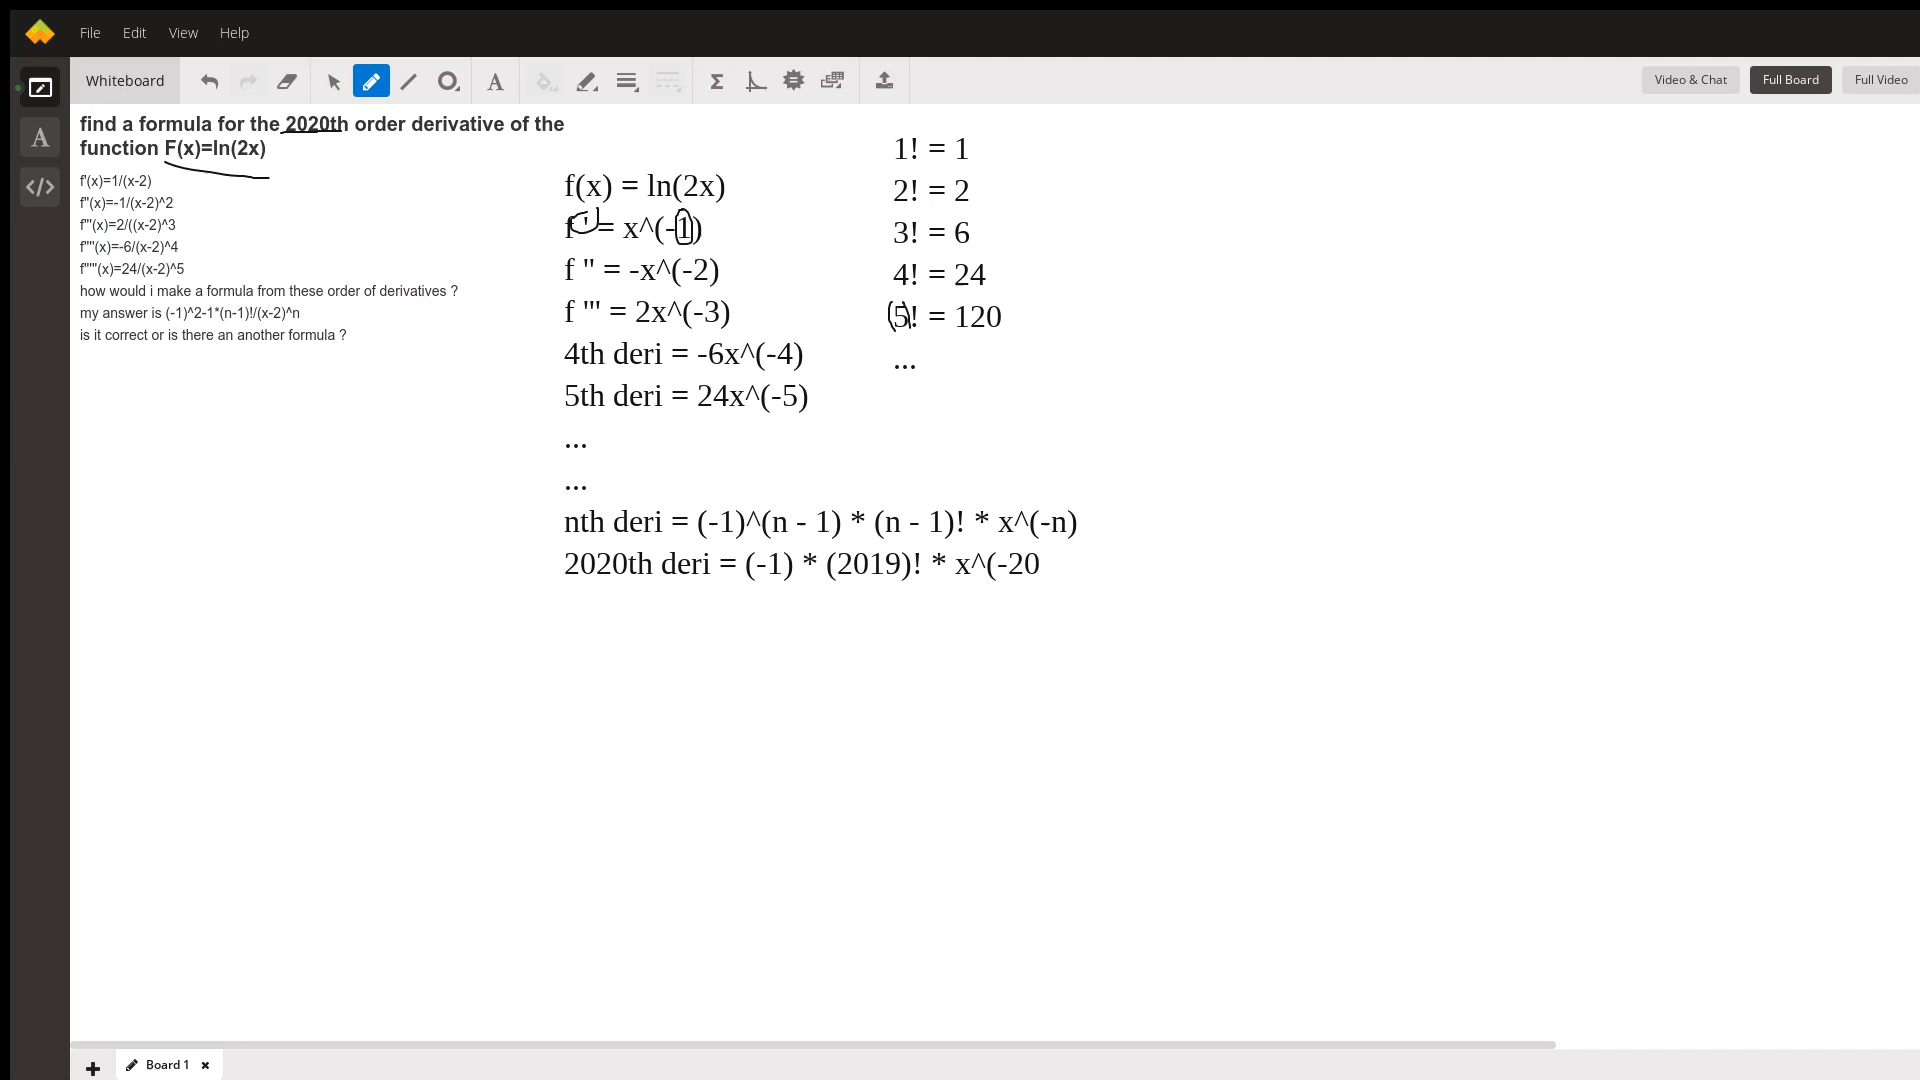 File Edit View Help
Whiteboard
A
Σ
Video & Chat
Full Board
Full Video
A
</>
find a formula for the 2020th order derivative of the
function F(x)=ln(2x)
f'(x)=1/(x-2)
f''(x)=-1/(x-2)^2
f'''(x)=2/((x-2)^3
f''''(x)=-6/(x-2)^4
f'''''(x)=24/(x-2)^5
how would i make a formula from these order of derivatives ?
my answer is (-1)^2-1*(n-1)!/(x-2)^n
is it correct or is there an another formula ?
f(x) = ln(2x)
f ' = x^(-1)
f '' = -x^(-2)
f ''' = 2x^(-3)
4th deri = -6x^(-4)
5th deri = 24x^(-5)
...
...
nth deri = (-1)^(n - 1) * (n - 1)! * x^(-n)
2020th deri = (-1) * (2019)! * x^(-20
1! = 1
2! = 2
3! = 6
4! = 24
5! = 120
...
Board 1